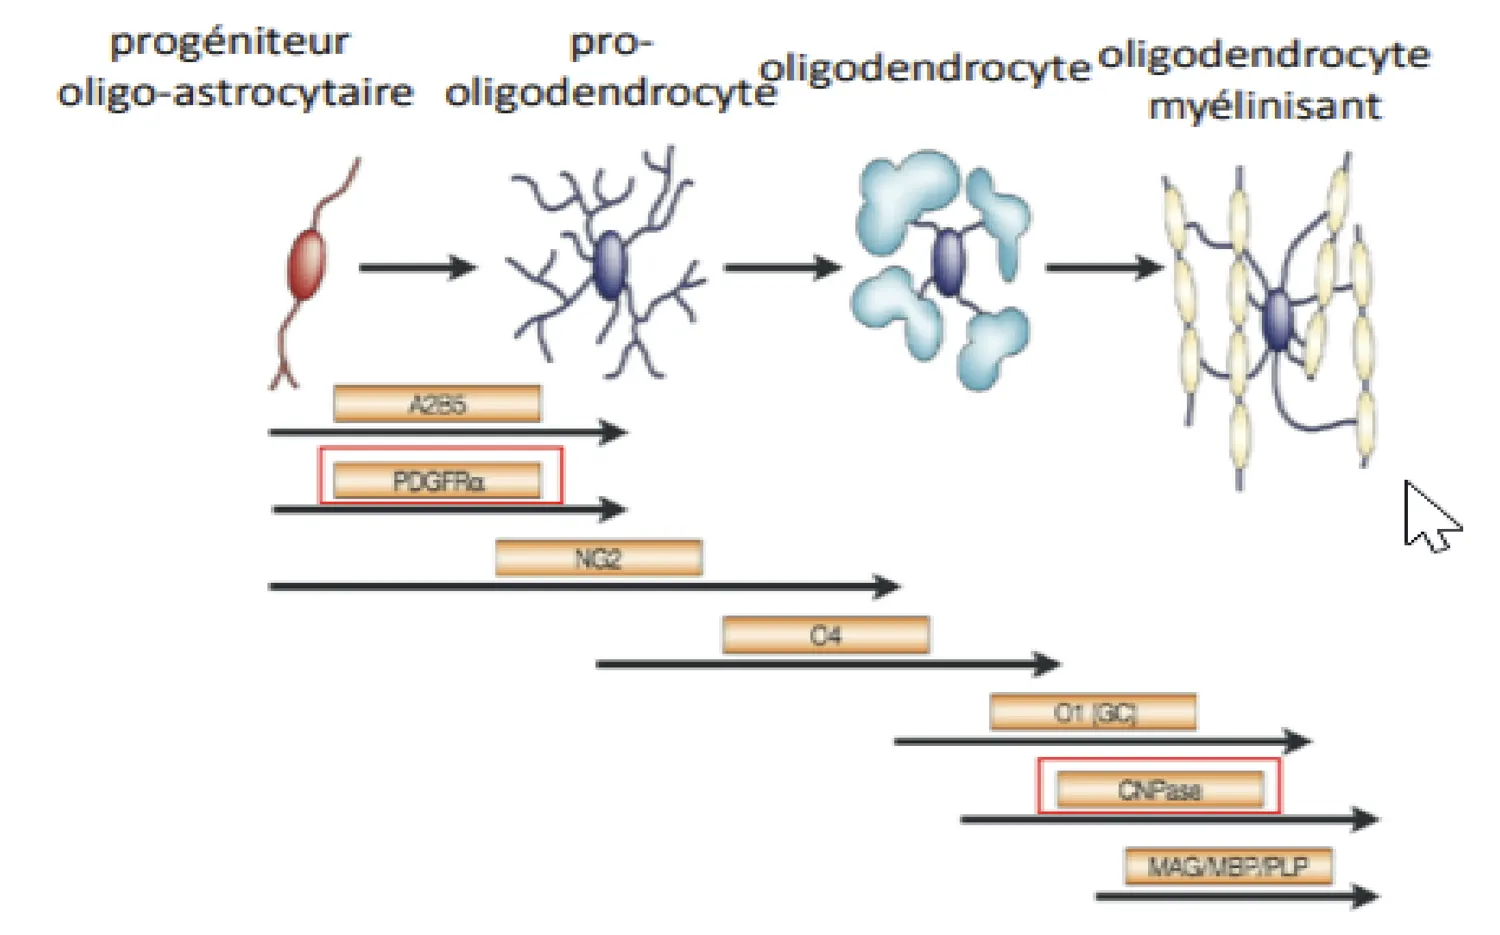 progéniteur
oligo-astrocytaire
pro-
oligodendrocyte
oligodendrocyte
oligodendrocyte
myélinisant
A2B5
PDGFRα
NG2
O4
O1 (GC)
CNPase
MAG/MBP/PLP